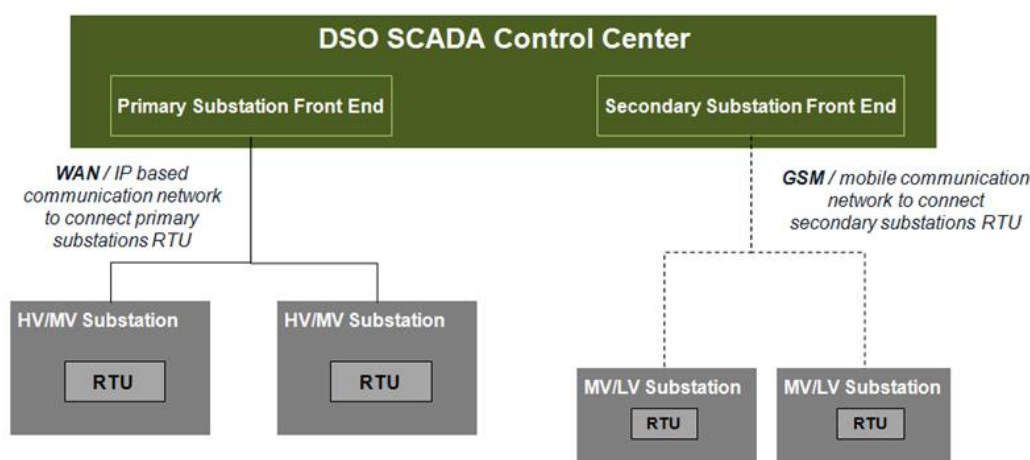 DSO SCADA Control Center
Primary Substation Front End
Secondary Substation Front End
WAN / IP based
communication network
to connect primary
substations RTU
GSM / mobile communication
network to connect
secondary substations RTU
HV/MV Substation
RTU
HV/MV Substation
RTU
MV/LV Substation
RTU
MV/LV Substation
RTU